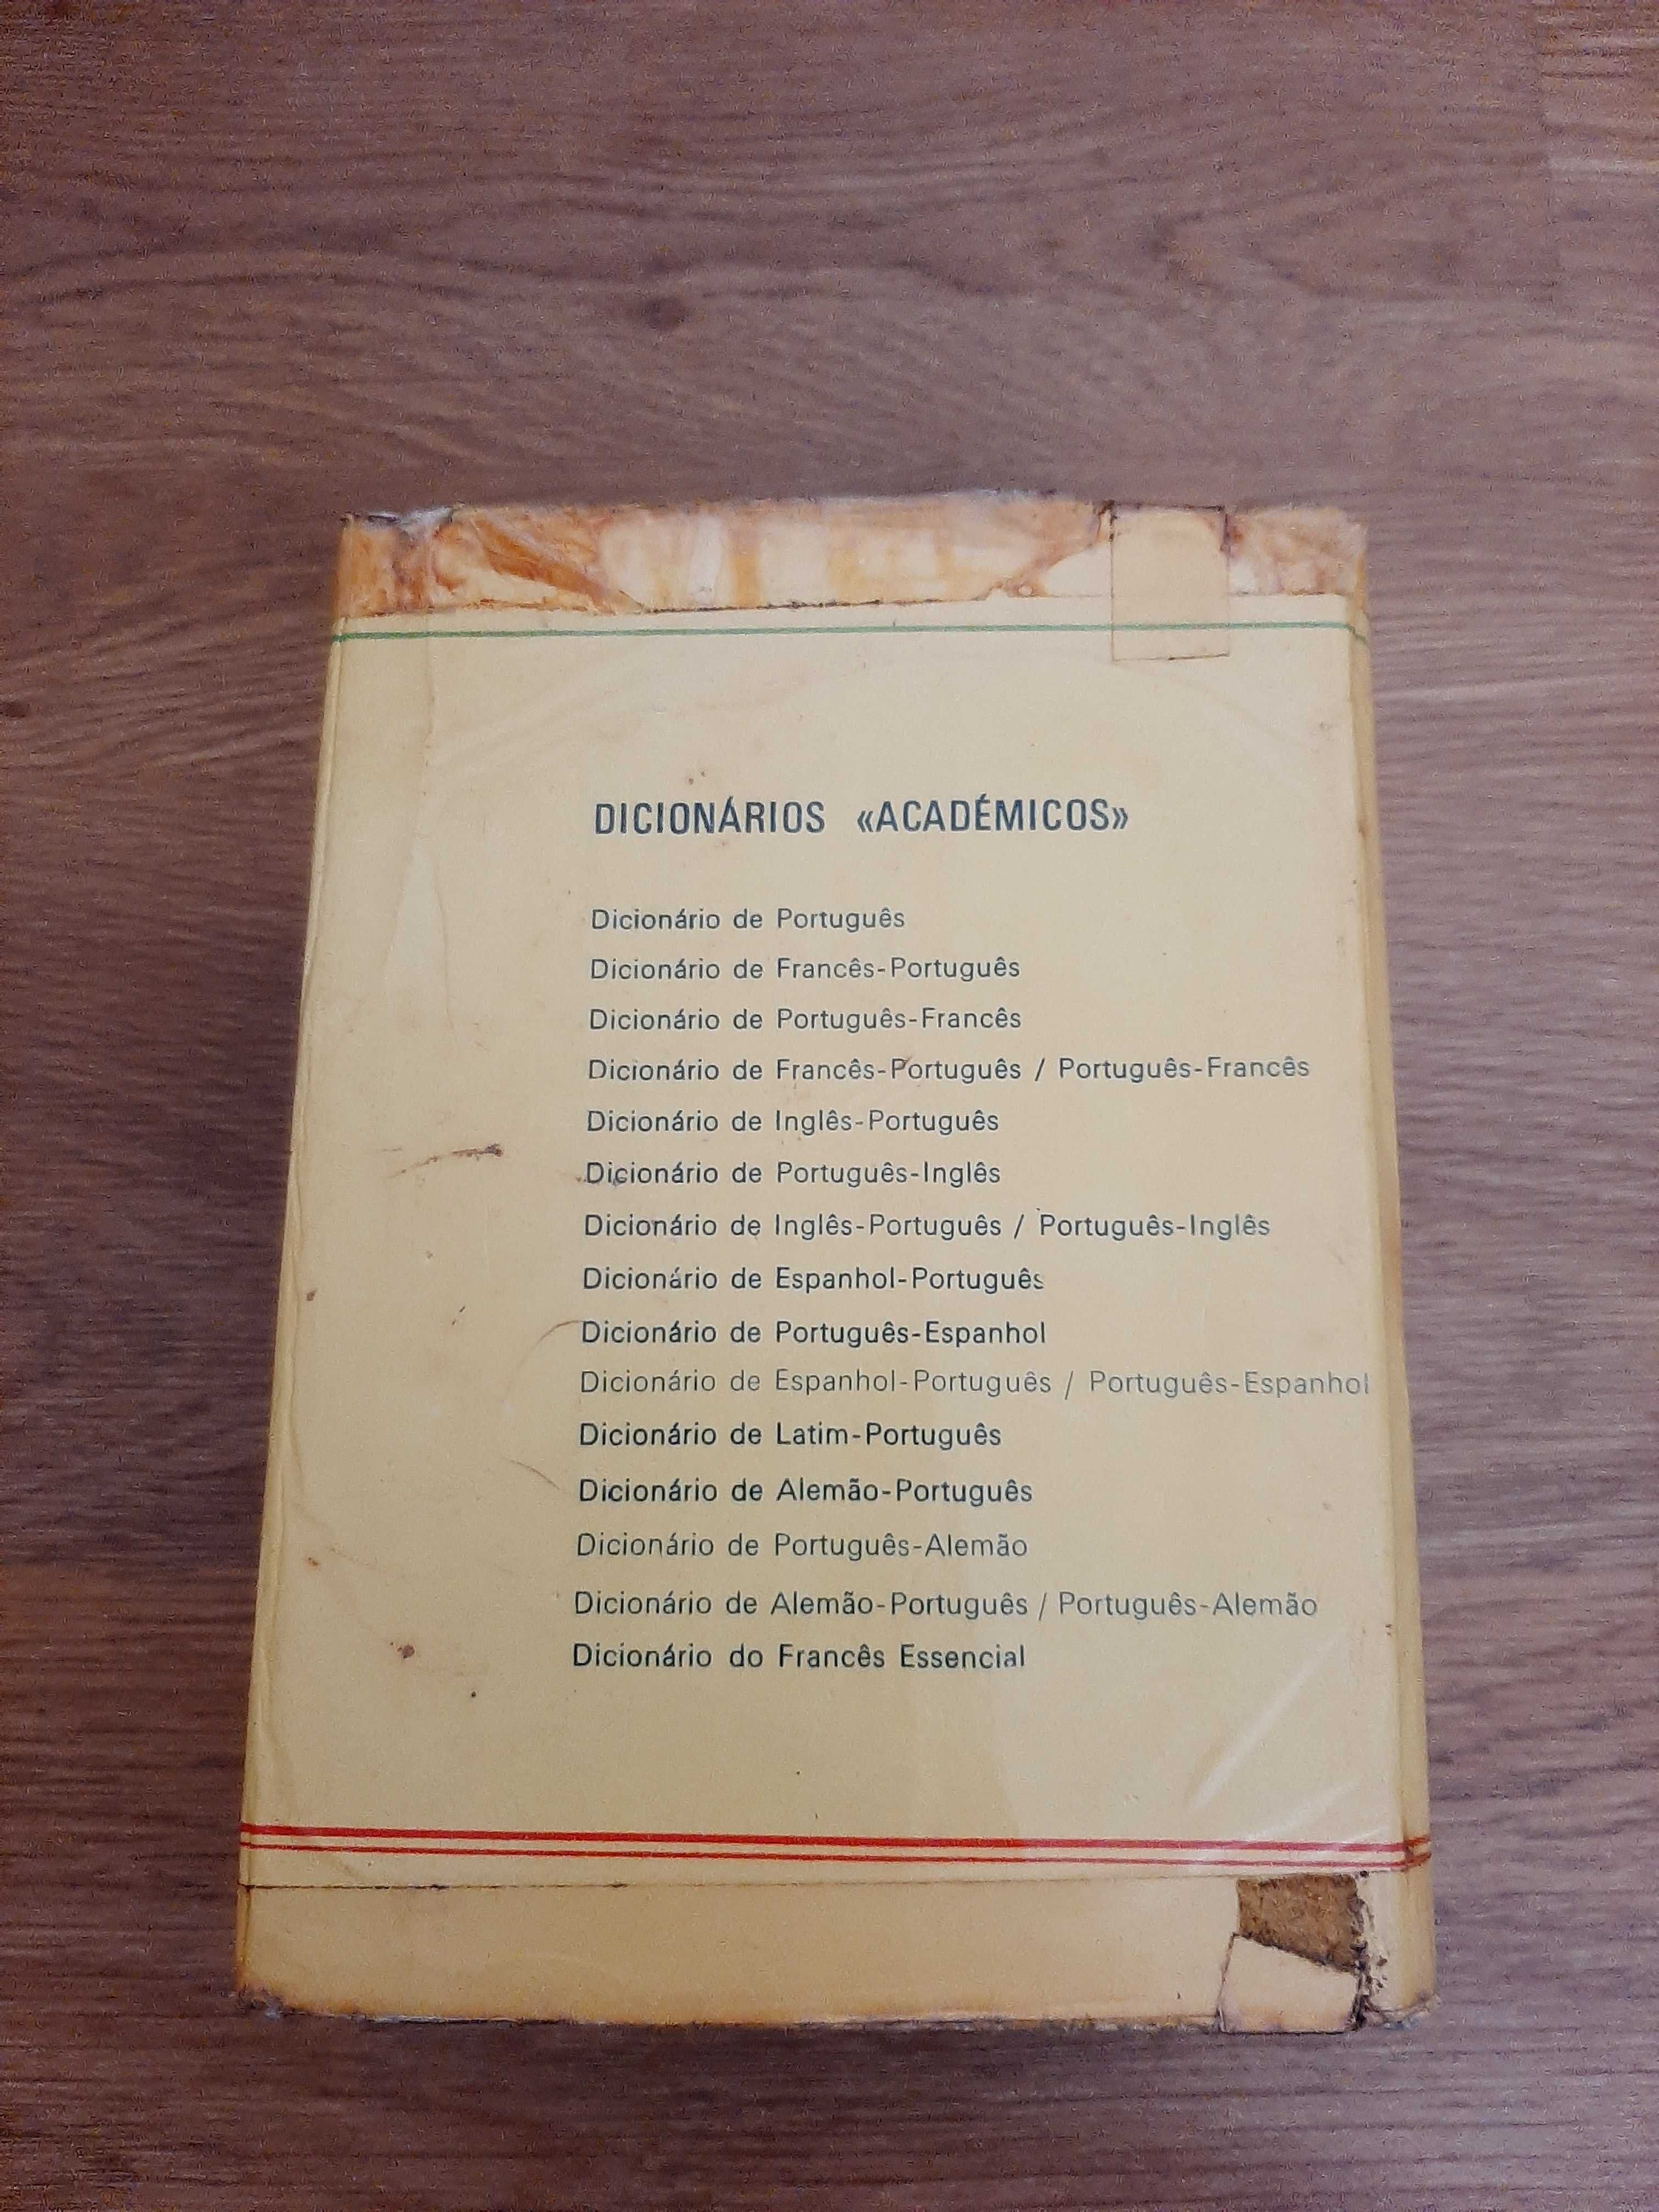 DICIONÁRIOS «ACADÉMICOS»
Dicionário de Português
Dicionário de Francês-Português
Dicionário de Português-Francês
Dicionário de Francês-Português / Português-Francês
Dicionário de Inglês-Português
Dicionário de Português-Inglês
Dicionário de Inglês-Português / Português-Inglês
Dicionário de Espanhol-Português
Dicionário de Português-Espanhol
Dicionário de Espanhol-Português / Português-Espanhol
Dicionário de Latim-Português
Dicionário de Alemão-Português
Dicionário de Português-Alemão
Dicionário de Alemão-Português / Português-Alemão
Dicionário do Francês Essencial